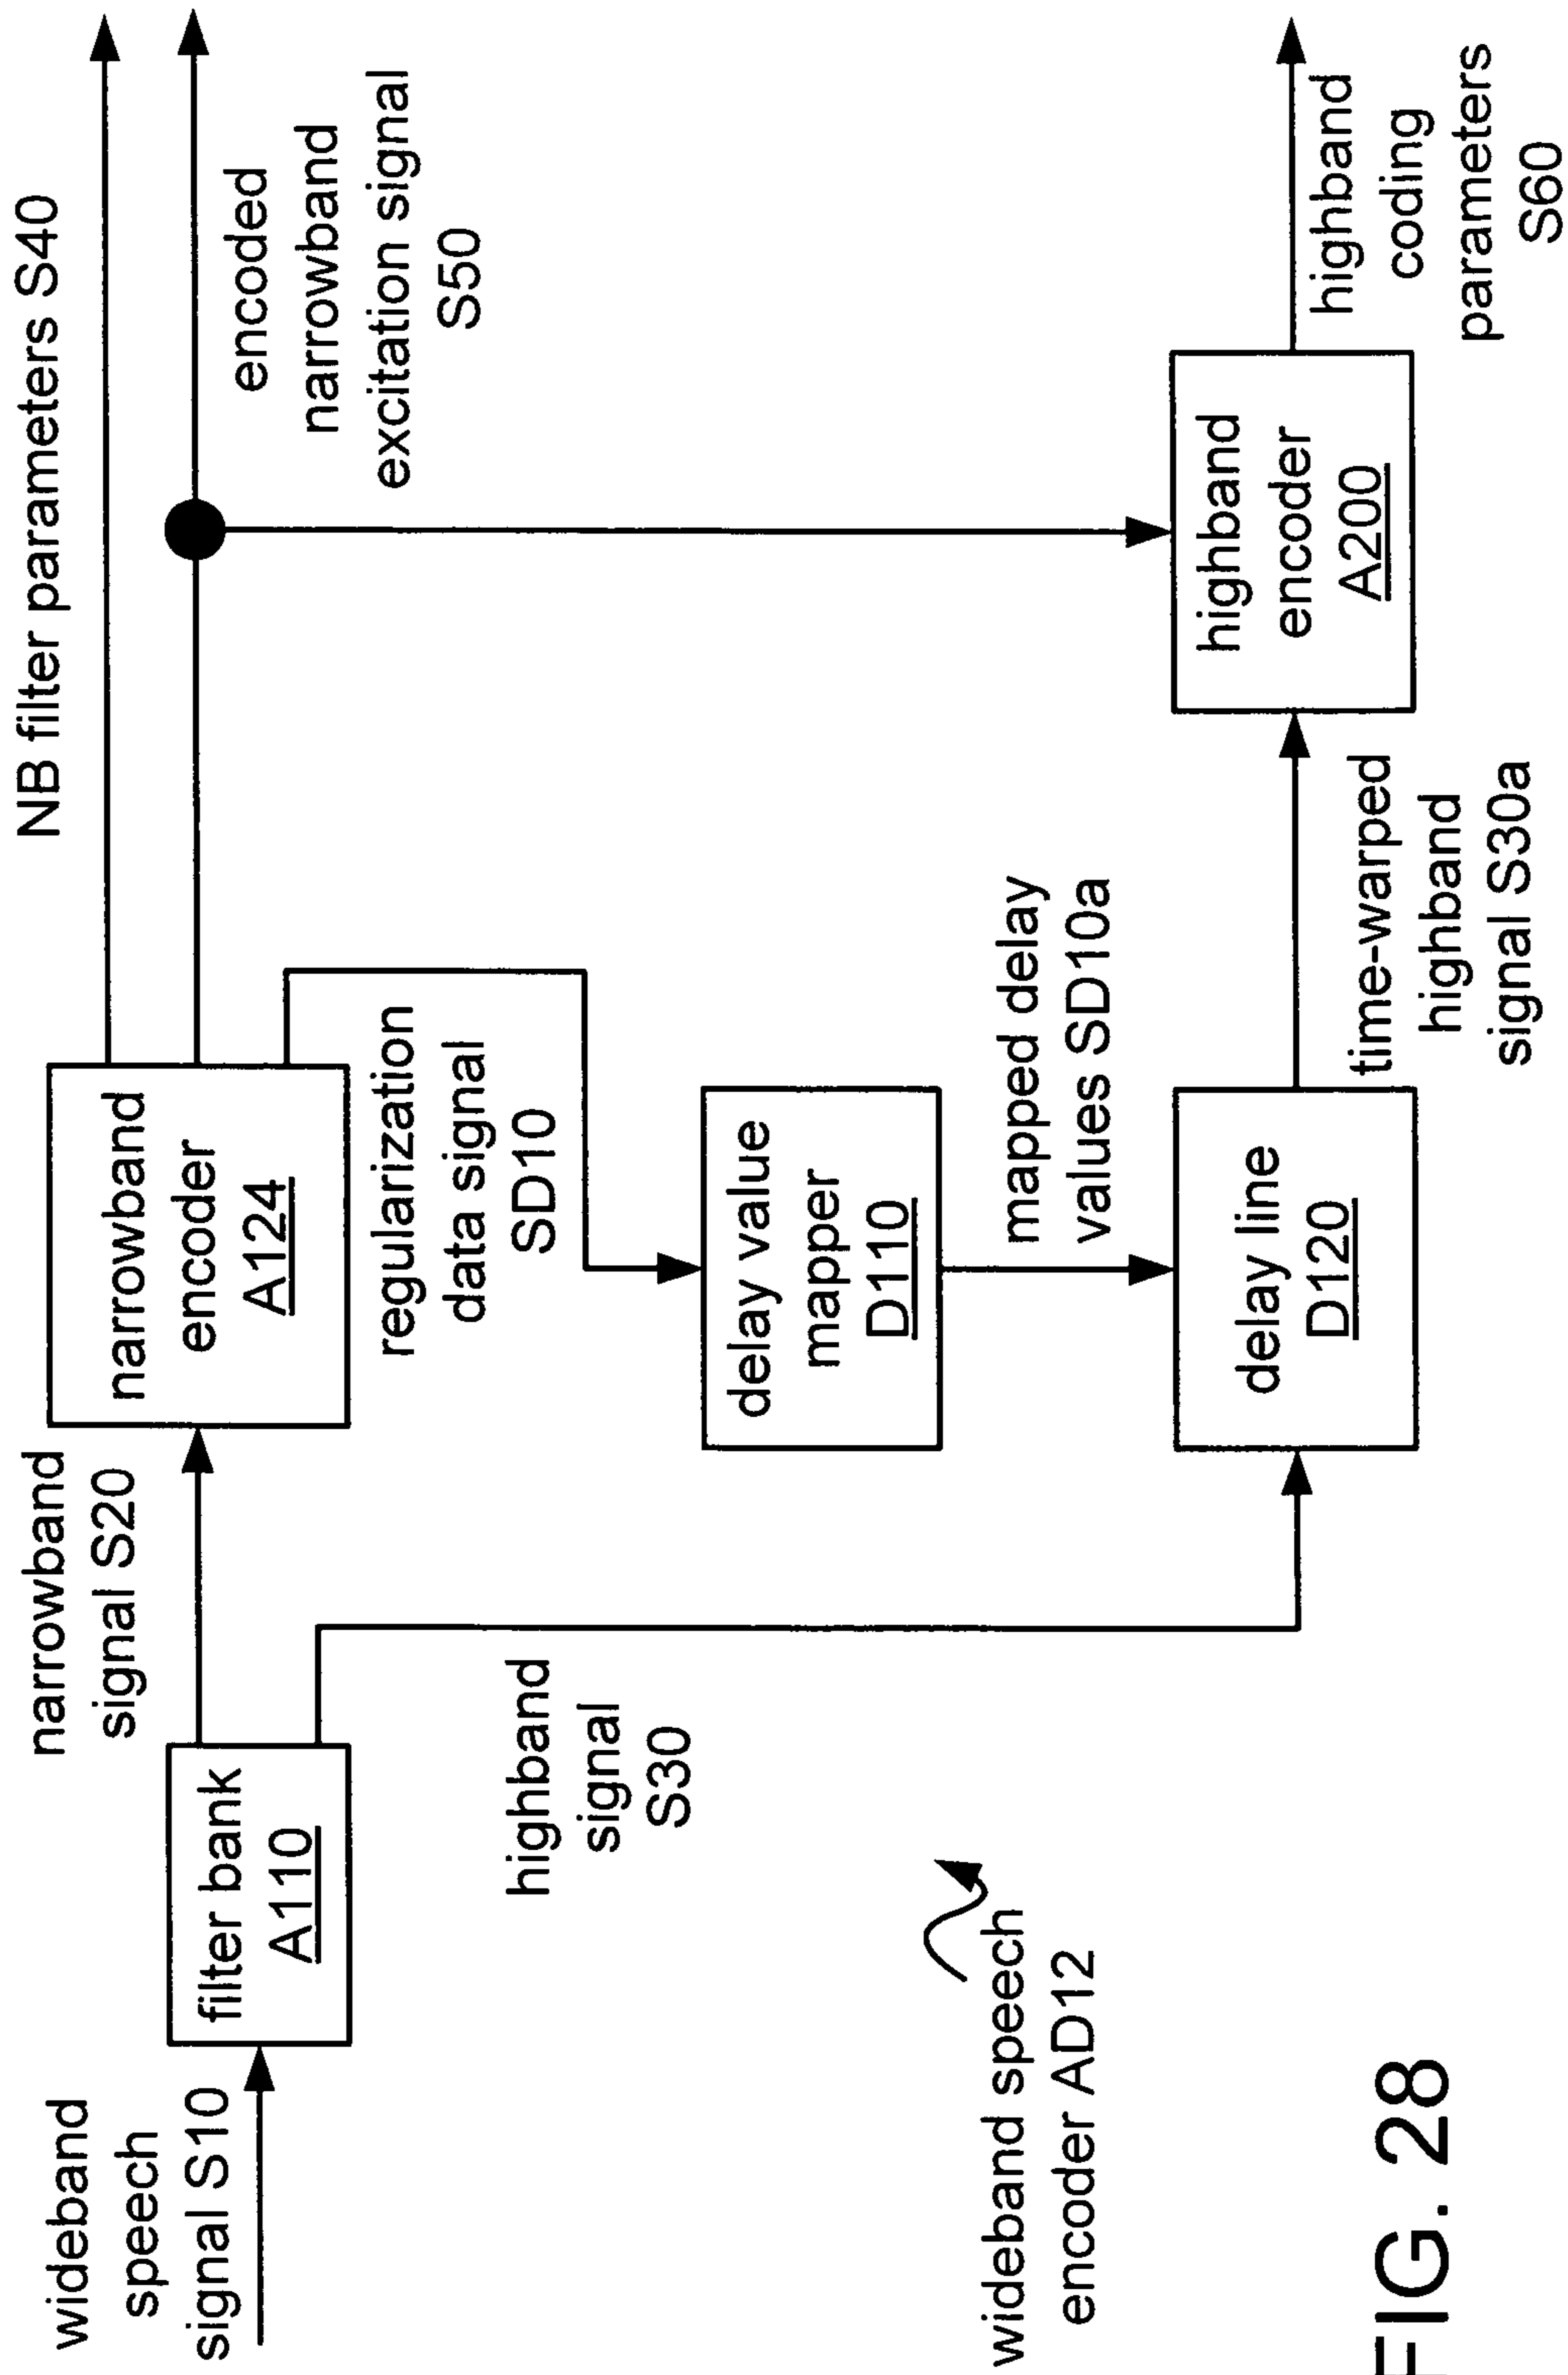 wideband
speech
signal S10
filter bank
A110
narrowband
signal S20
highband
signal
S30
narrowband
encoder
A124
NB filter parameters S40
encoded
narrowband
excitation signal
S50
regularization
data signal
SD10
delay value
mapper
D110
mapped delay
values SD10a
delay line
D120
time-warped
highband
signal S30a
highband
encoder
A200
highband
coding
parameters
S60
wideband speech
encoder AD12
FIG. 28